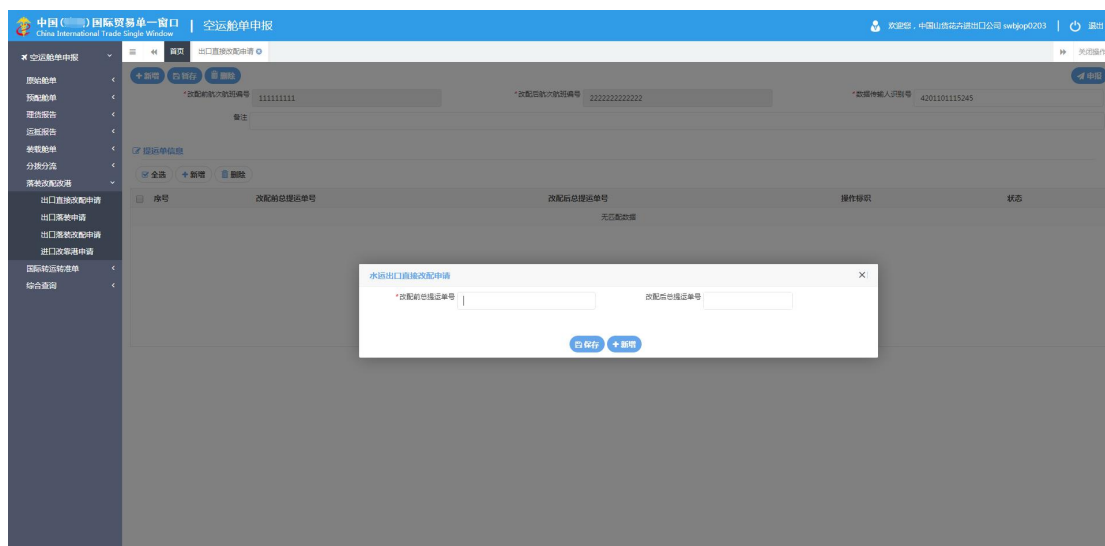 中国( )国际贸易单一窗口 | 空运舱单申报
China International Trade Single Window
欢迎您，中国山货花卉进出口公司 swbjop0203 | 退出
空运舱单申报
首页 出口直接改配申请 关闭操作
原始舱单
预配舱单
理货报告
运抵报告
装载舱单
分拨分流
落装改配改港
出口直接改配申请
出口落装申请
出口落装改配申请
进口改靠港申请
国际转运转准单
综合查询
+新增 保存 删除 申报
*改配前航次航班编号 111111111 *改配后航次航班编号 2222222222222 *数据传输人识别号 4201101115245
备注
提运单信息
全选 +新增 删除
序号 改配前总提运单号 改配后总提运单号 操作标识 状态
无匹配数据
水运出口直接改配申请 ×
*改配前总提运单号 改配后总提运单号
保存 +新增